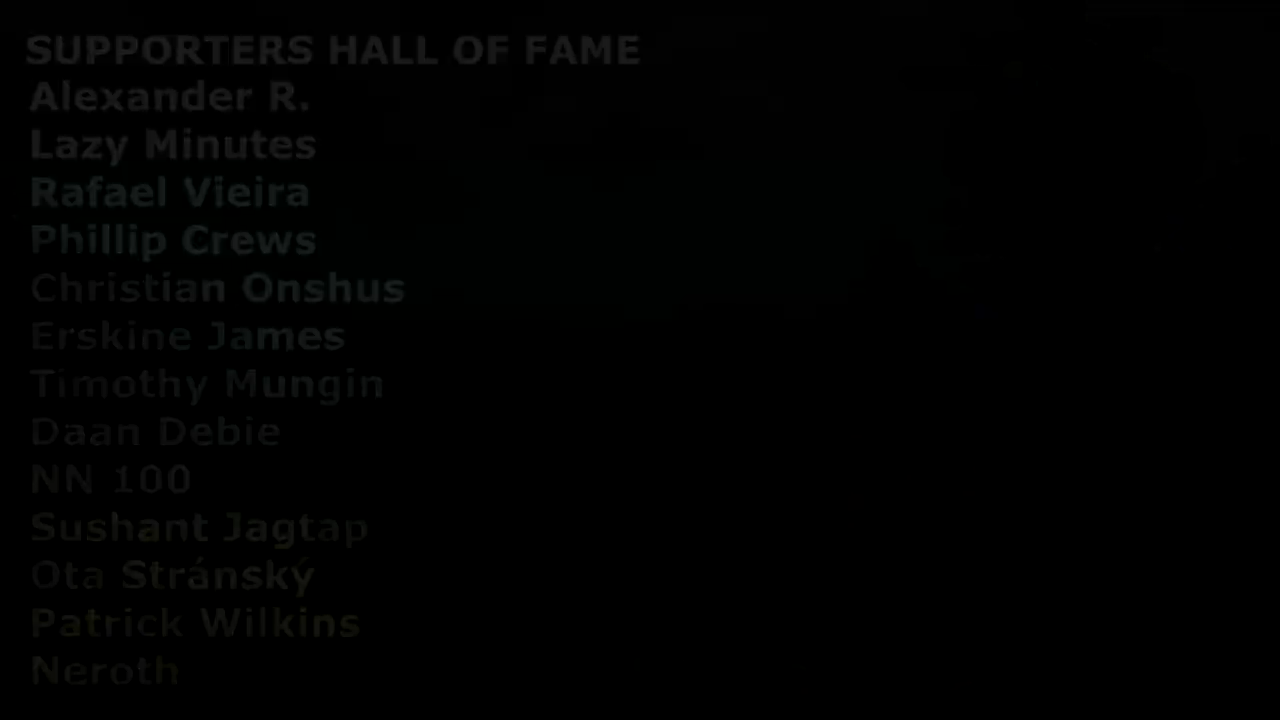 SUPPORTERS HALL OF FAME
Alexander R.
Lazy Minutes
Rafael Vieira
Phillip Crews
Christian Onshus
Erskine James
Timothy Mungin
Daan Debie
NN 100
Sushant Jagtap
Ota Stránský
Patrick Wilkins
Neroth